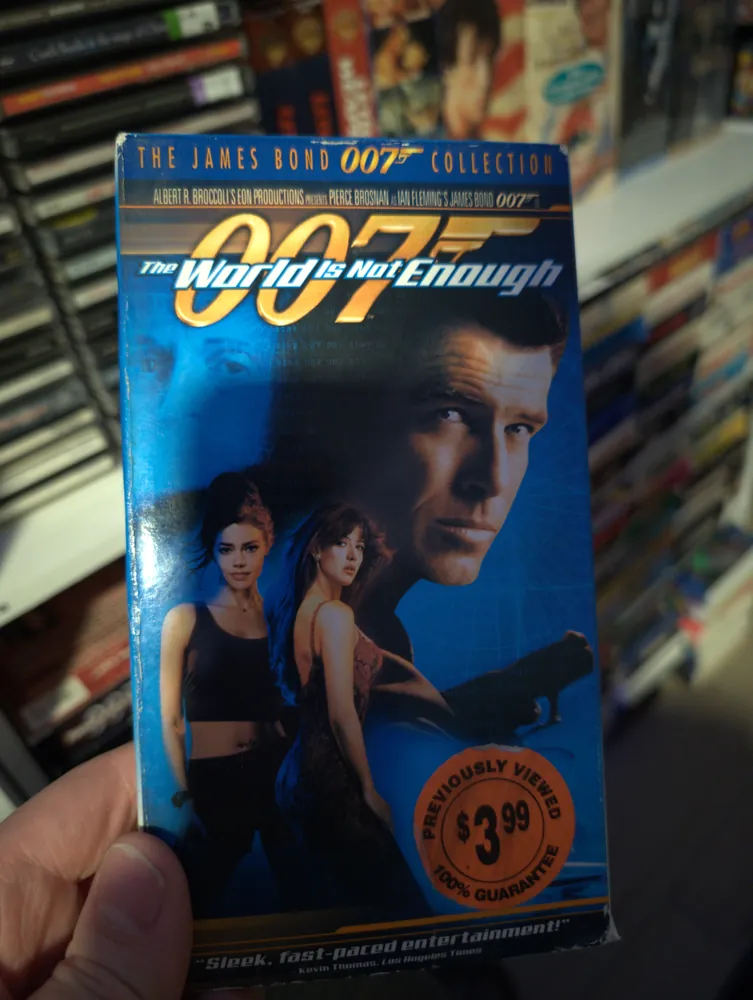 THE JAMES BOND 007 COLLECTION
ALBERT R. BROCCOLI'S EON PRODUCTIONS PRESENTS PIERCE BROSNAN AS IAN FLEMING'S JAMES BOND 007
007
The World Is Not Enough
PREVIOUSLY VIEWED
$3.99
100% GUARANTEE
"Sleek, fast-paced entertainment!"
Kevin Thomas, Los Angeles Times